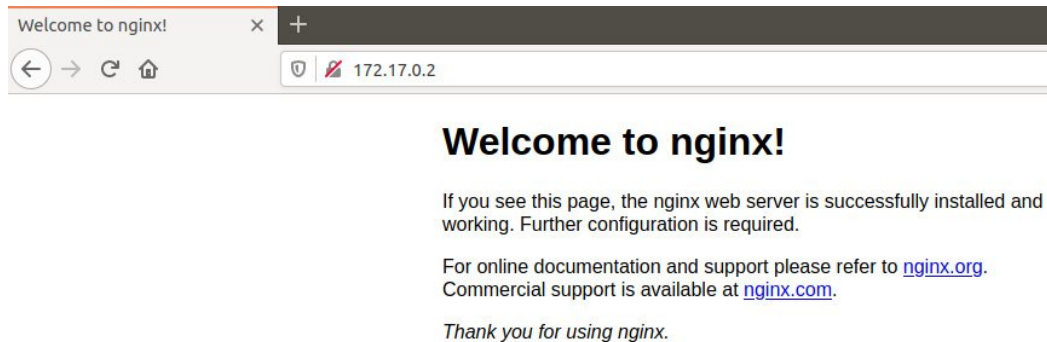 Welcome to nginx!
172.17.0.2
Welcome to nginx!
If you see this page, the nginx web server is successfully installed and
working. Further configuration is required.
For online documentation and support please refer to nginx.org.
Commercial support is available at nginx.com.
Thank you for using nginx.